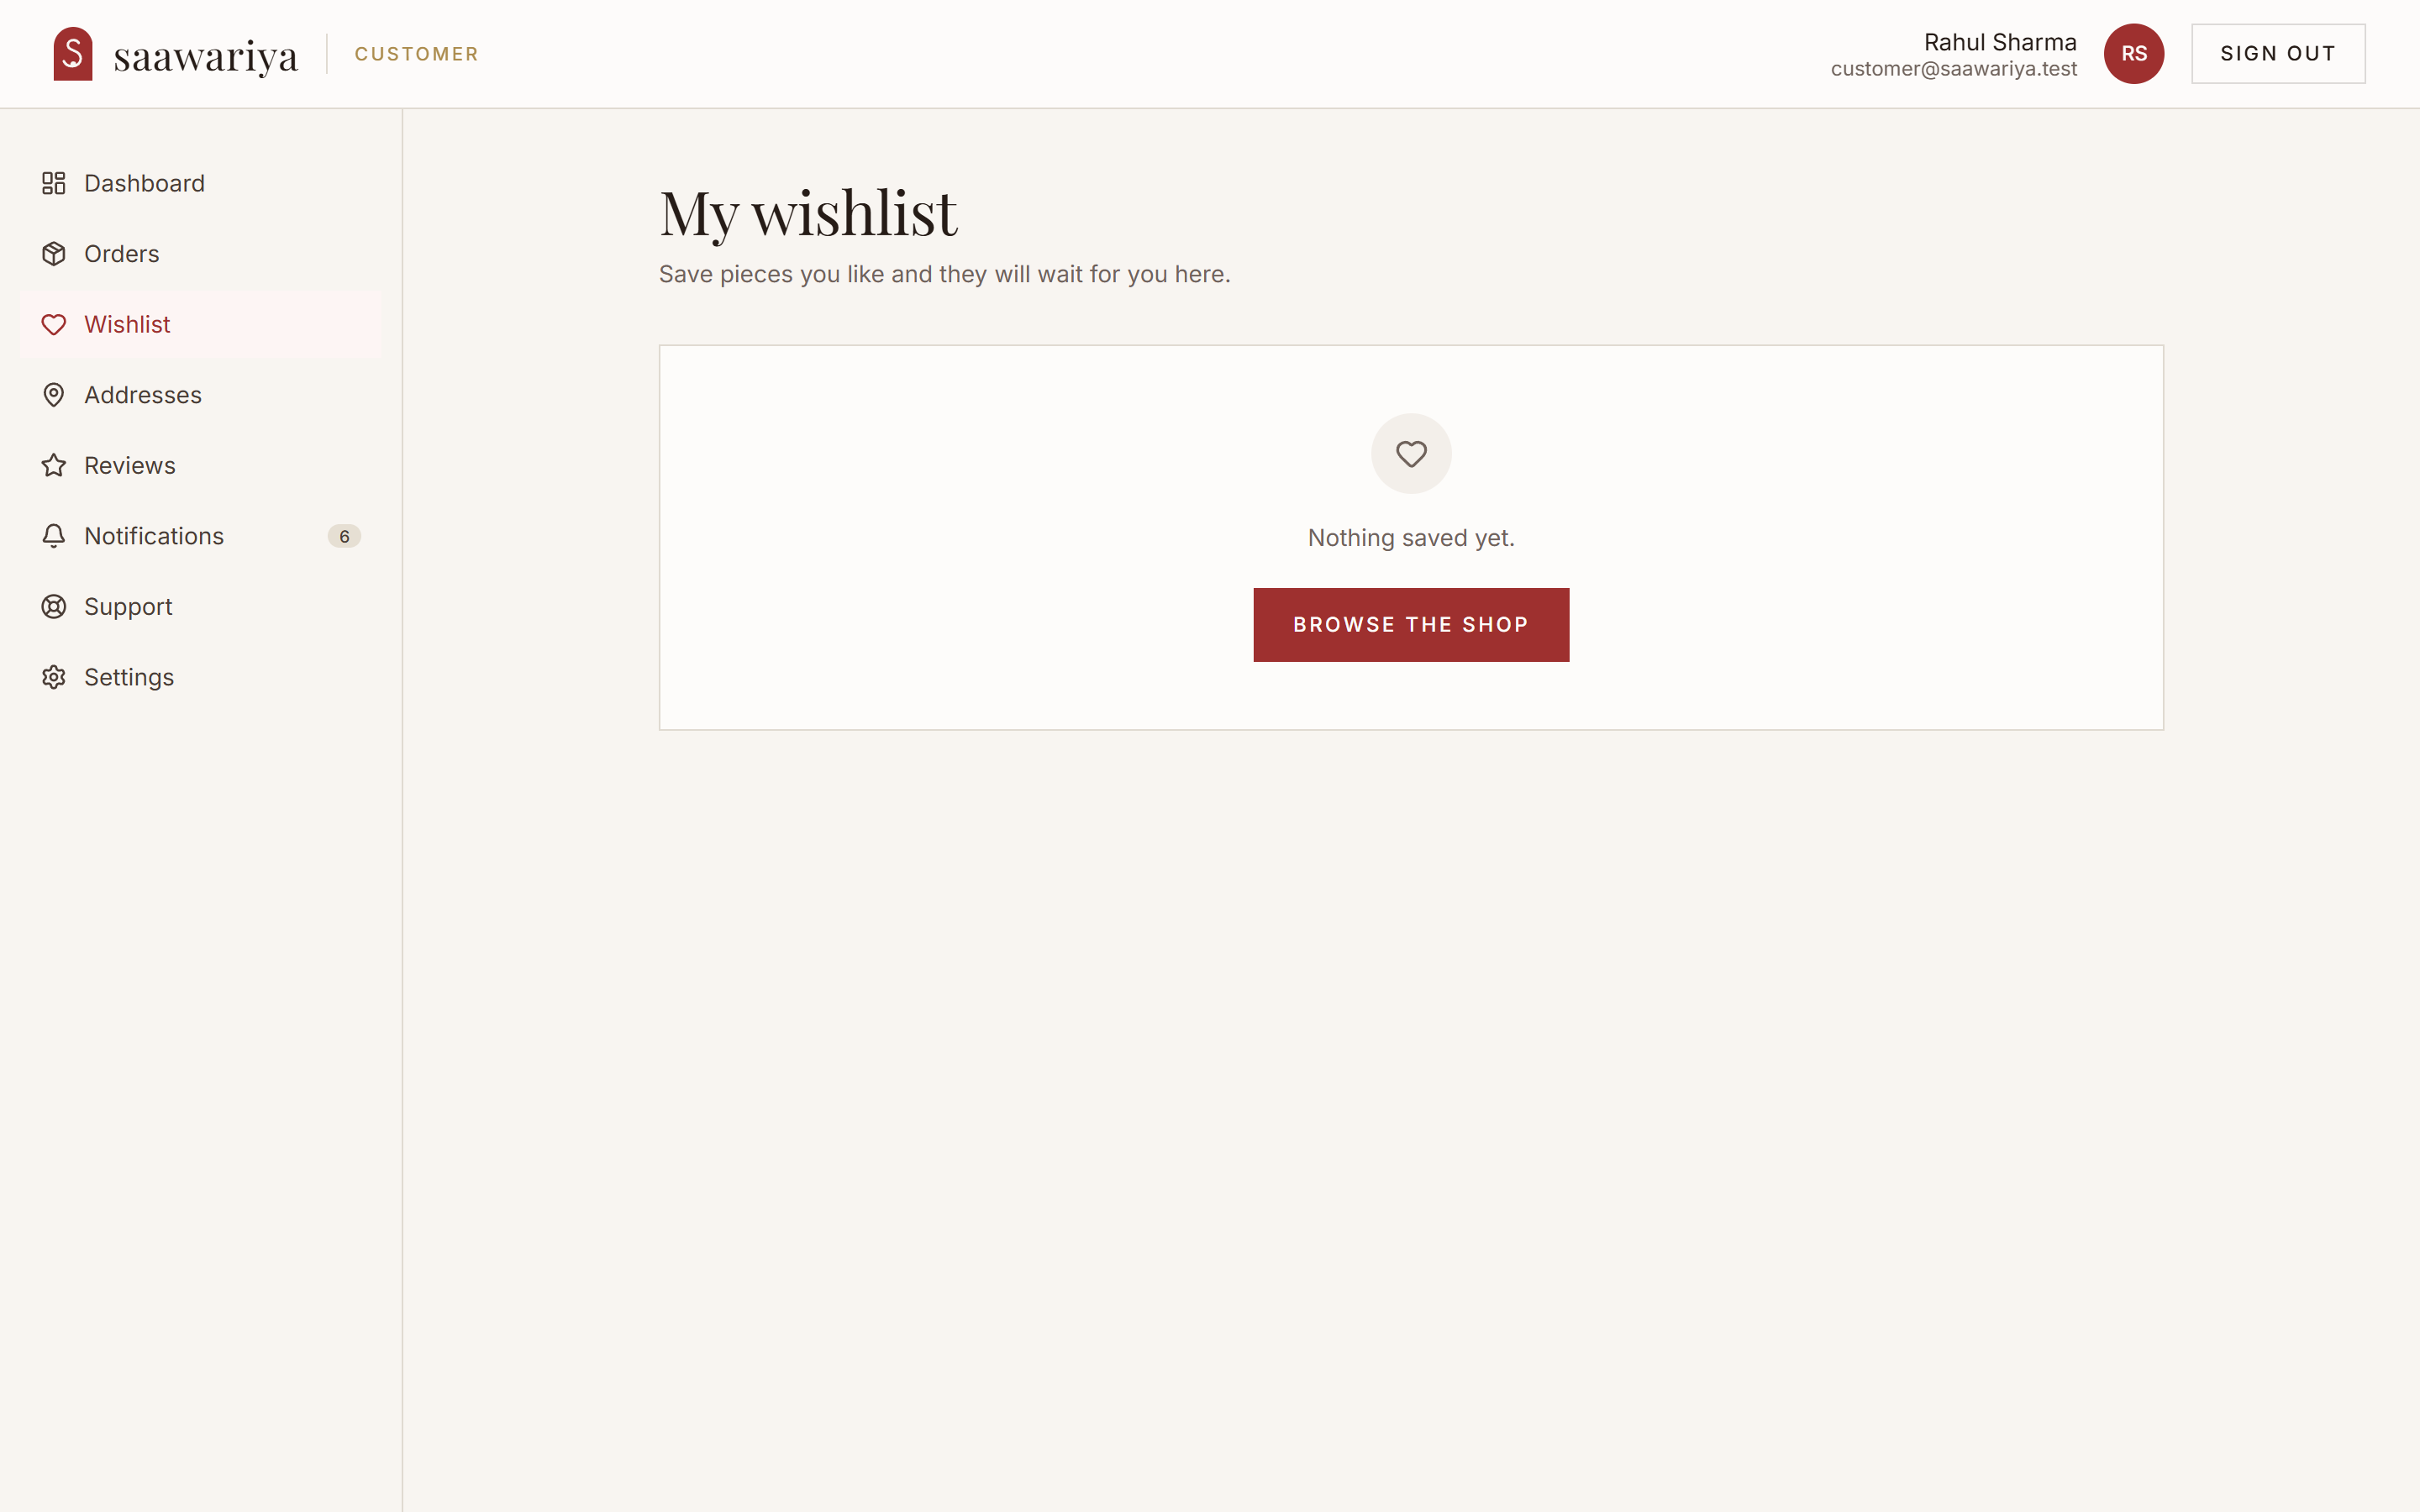 S saawariya CUSTOMER
Rahul Sharma
customer@saawariya.test
RS
SIGN OUT
Dashboard
Orders
Wishlist
Addresses
Reviews
Notifications 6
Support
Settings
My wishlist
Save pieces you like and they will wait for you here.
Nothing saved yet.
BROWSE THE SHOP